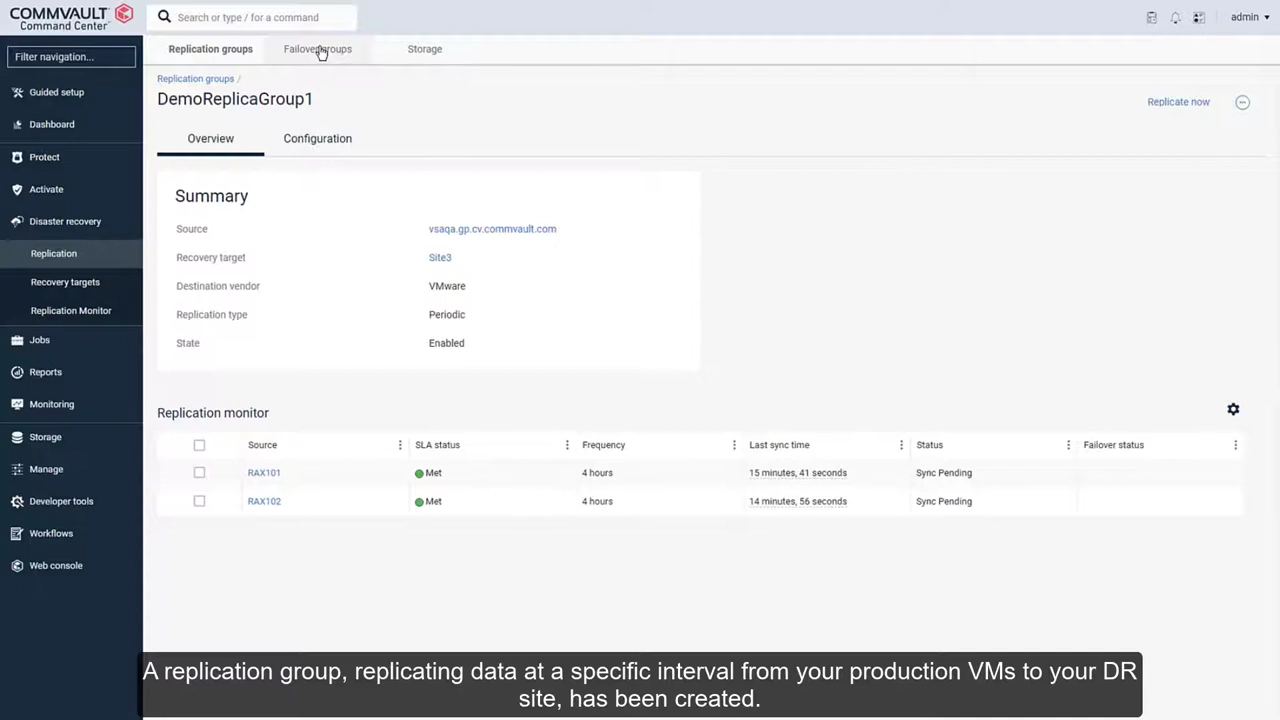 COMMVAULT
Command Center
Search or type / for a command
admin
Filter navigation...
Replication groups
Failover groups
Storage
Guided setup
Dashboard
Protect
Activate
Disaster recovery
Replication
Recovery targets
Replication Monitor
Jobs
Reports
Monitoring
Storage
Manage
Developer tools
Workflows
Web console
Replication groups /
DemoReplicaGroup1
Replicate now
Overview
Configuration
Summary
Source vsaqa.gp.cv.commvault.com
Recovery target Site3
Destination vendor VMware
Replication type Periodic
State Enabled
Replication monitor
Source SLA status Frequency Last sync time Status Failover status
RAX101 Met 4 hours 15 minutes, 41 seconds Sync Pending
RAX102 Met 4 hours 14 minutes, 56 seconds Sync Pending
A replication group, replicating data at a specific interval from your production VMs to your DR
site, has been created.